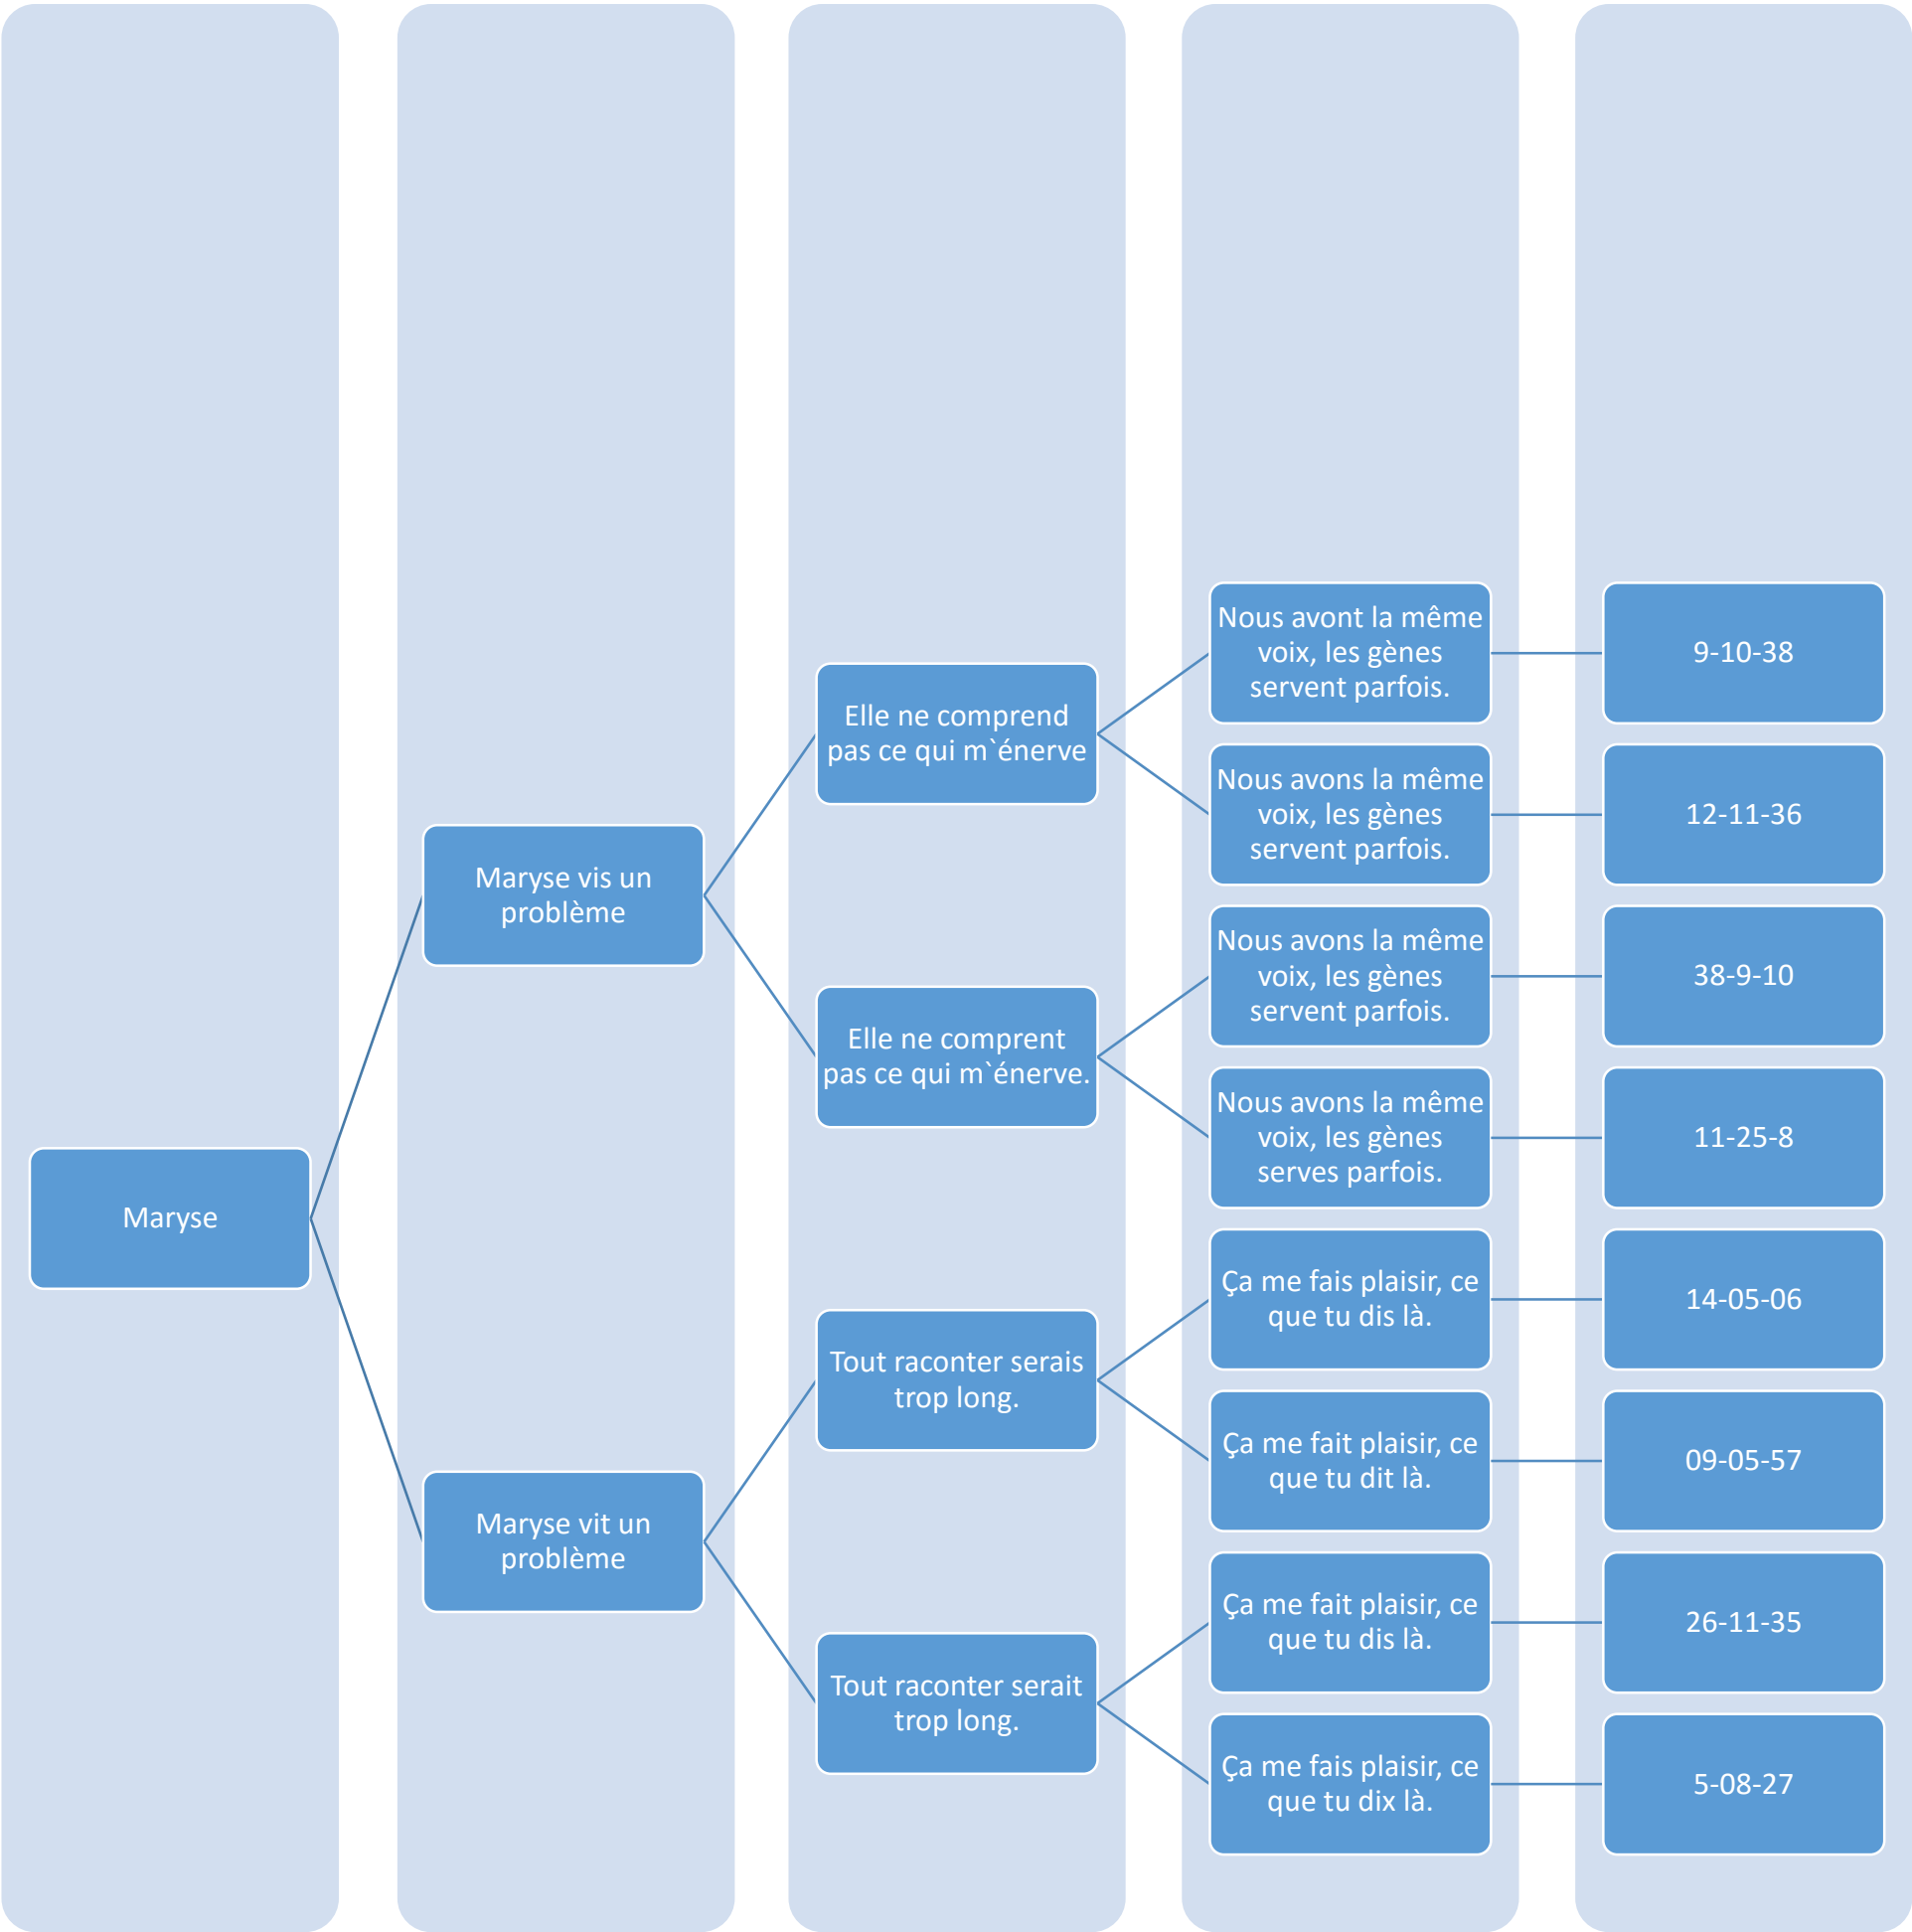 Maryse
Maryse vis un
problème
Elle ne comprend
pas ce qui m`énerve
Nous avont la même
voix, les gènes
servent parfois.
9-10-38
Nous avons la même
voix, les gènes
servent parfois.
12-11-36
Elle ne comprent
pas ce qui m`énerve.
Nous avons la même
voix, les gènes
servent parfois.
38-9-10
Nous avons la même
voix, les gènes
serves parfois.
11-25-8
Maryse vit un
problème
Tout raconter serais
trop long.
Ça me fais plaisir, ce
que tu dis là.
14-05-06
Ça me fait plaisir, ce
que tu dit là.
09-05-57
Tout raconter serait
trop long.
Ça me fait plaisir, ce
que tu dis là.
26-11-35
Ça me fais plaisir, ce
que tu dix là.
5-08-27